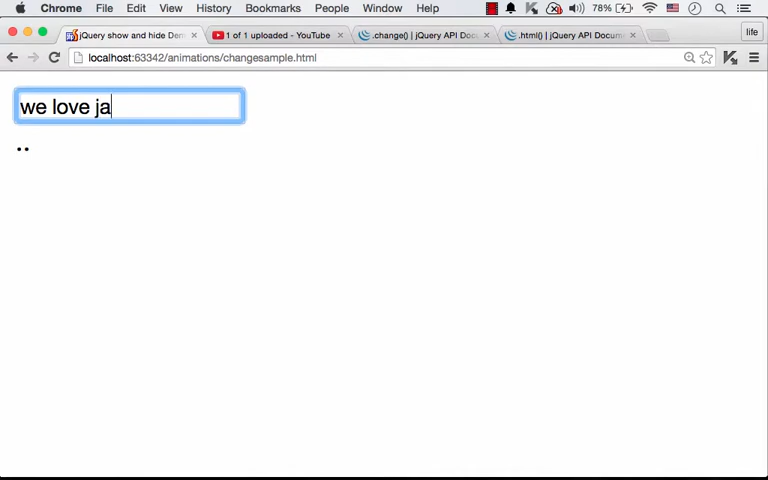 Chrome File Edit View History Bookmarks People Window Help 78%
jQuery show and hide Dem
1 of 1 uploaded - YouTube
.change() | jQuery API Doc
.html() | jQuery API Docume
life
localhost:63342/animations/changesample.html
we love ja
..